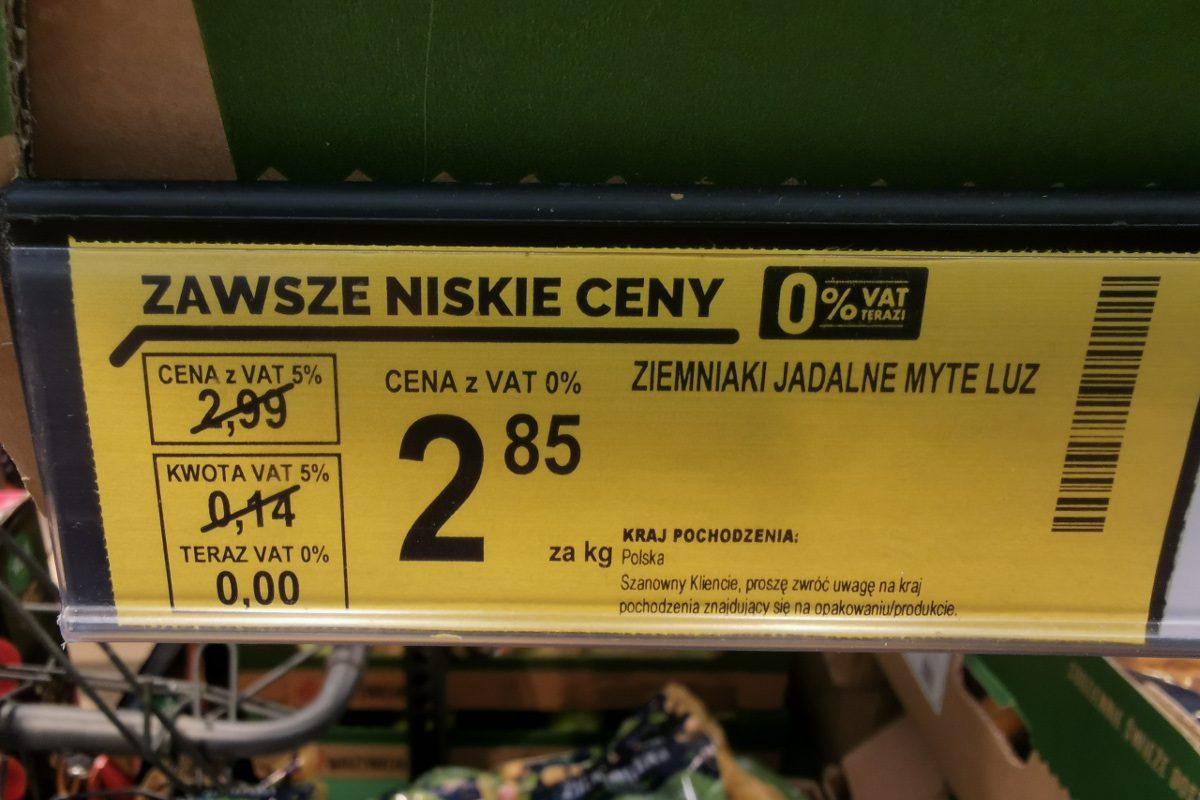 ZAWSZE NISKIE CENY
0% VAT
TERAZ!
CENA z VAT 5%
2,99
KWOTA VAT 5%
0,14
TERAZ VAT 0%
0,00
CENA z VAT 0%
2 85
za kg
ZIEMNIAKI JADALNE MYTE LUZ
KRAJ POCHODZENIA:
Polska
Szanowny Kliencie, proszę zwróć uwagę na kraj
pochodzenia znajdujący się na opakowaniu/produkcie.